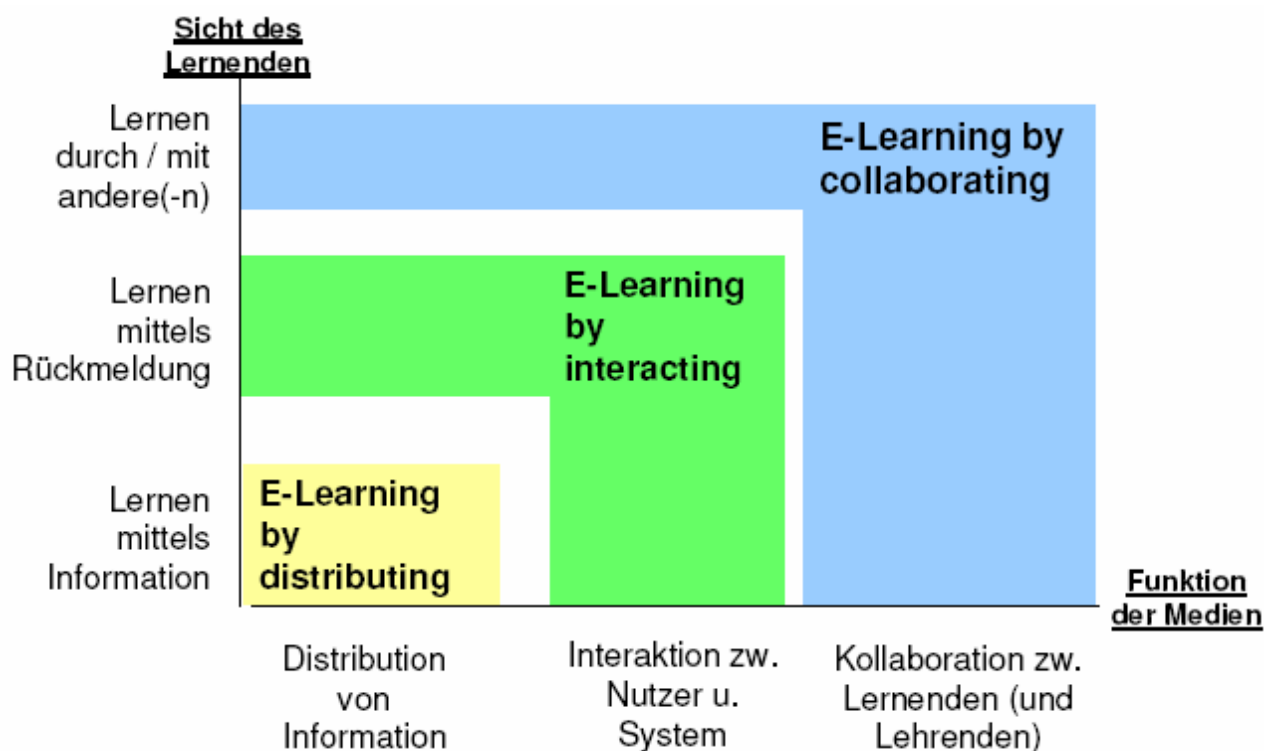 Sicht des
Lernenden
Lernen
durch / mit
andere(-n)
E-Learning by
collaborating
Lernen
mittels
Rückmeldung
E-Learning
by
interacting
Lernen
mittels
Information
E-Learning
by
distributing
Funktion
der Medien
Distribution
von
Information
Interaktion zw.
Nutzer u.
System
Kollaboration zw.
Lernenden (und
Lehrenden)